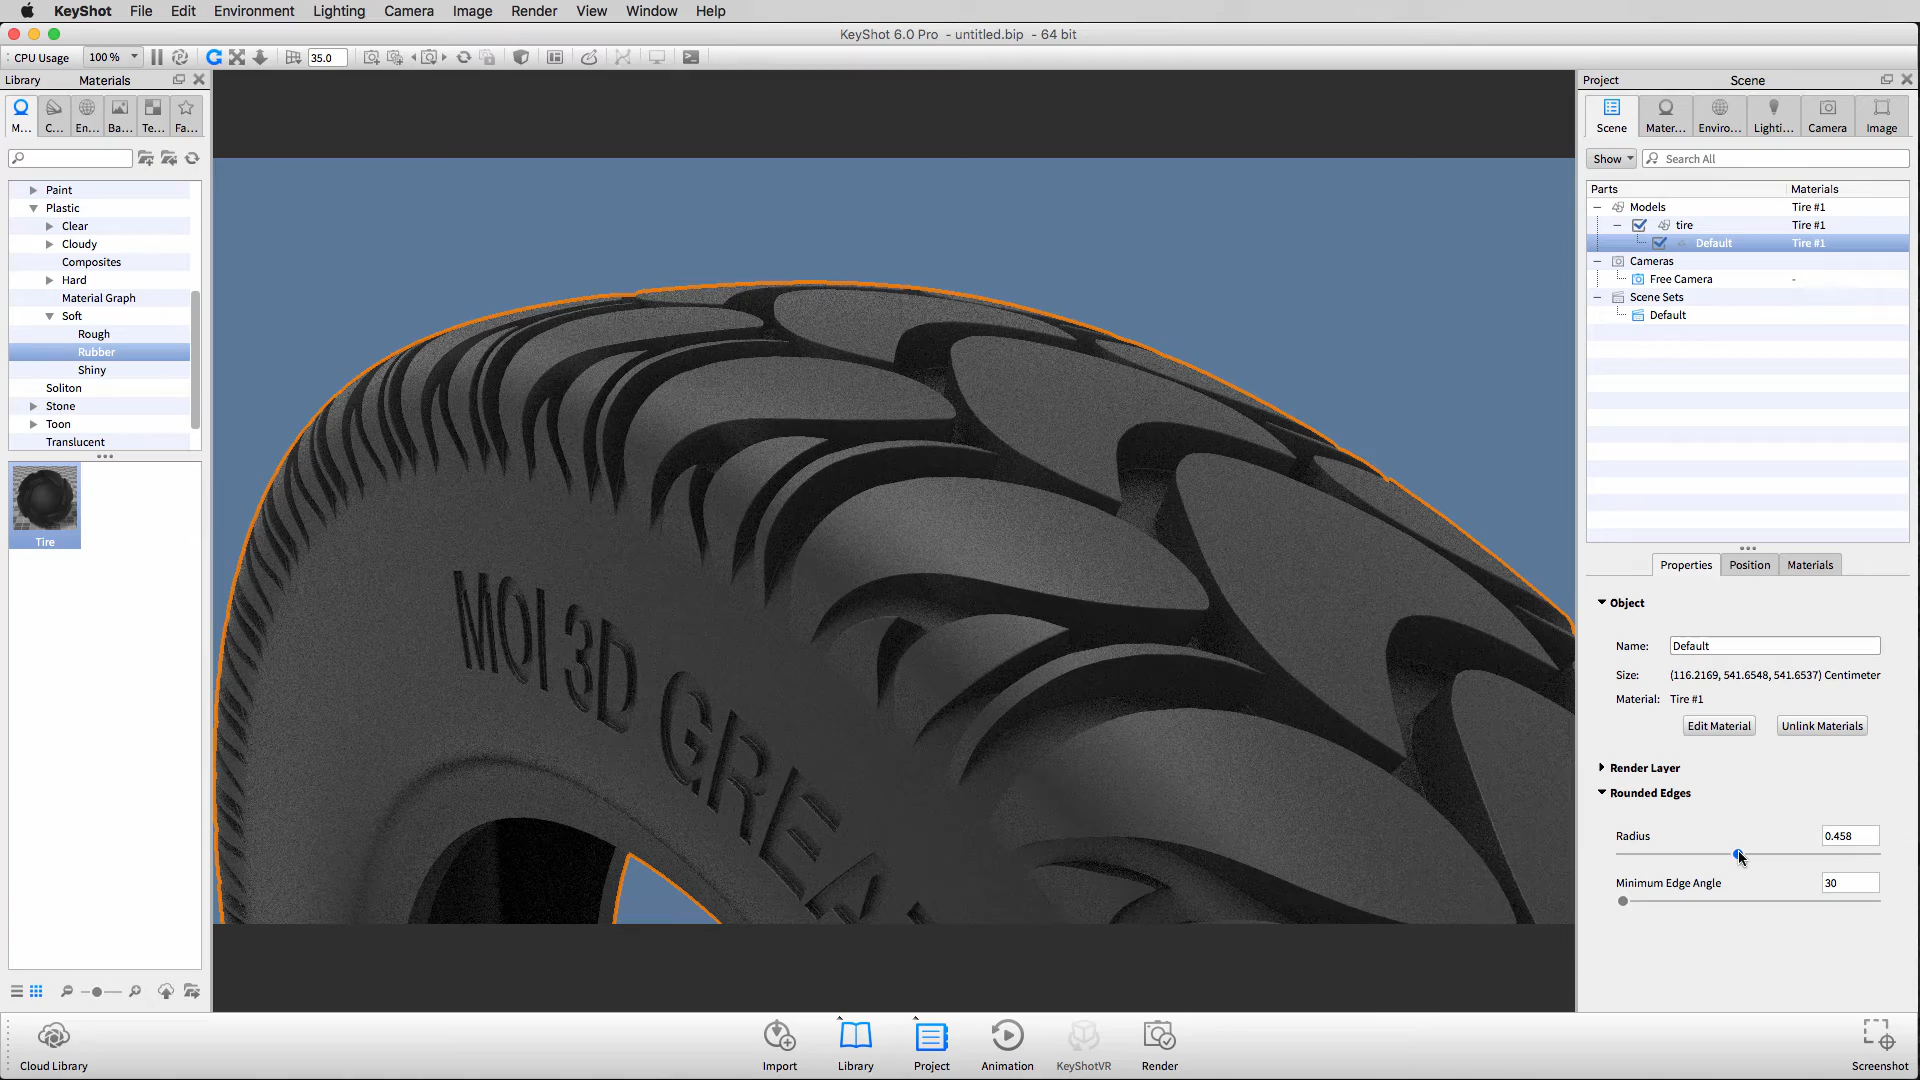 KeyShot File Edit Environment Lighting Camera Image Render View Window Help
KeyShot 6.0 Pro - untitled.bip - 64 bit
CPU Usage 100 % 35.0
Library Materials
M... C... En... Ba... Te... Fa...
Paint
Plastic
Clear
Cloudy
Composites
Hard
Material Graph
Soft
Rough
Rubber
Shiny
Soliton
Stone
Toon
Translucent
Tire
MOI 3D GREA
Project Scene
Scene Mater... Enviro... Lighti... Camera Image
Show Search All
Parts Materials
Models Tire #1
tire Tire #1
Default Tire #1
Cameras
Free Camera -
Scene Sets
Default
Properties Position Materials
Object
Name: Default
Size: (116.2169, 541.6548, 541.6537) Centimeter
Material: Tire #1
Edit Material Unlink Materials
Render Layer
Rounded Edges
Radius 0.458
Minimum Edge Angle 30
Cloud Library Import Library Project Animation KeyShotVR Render Screenshot